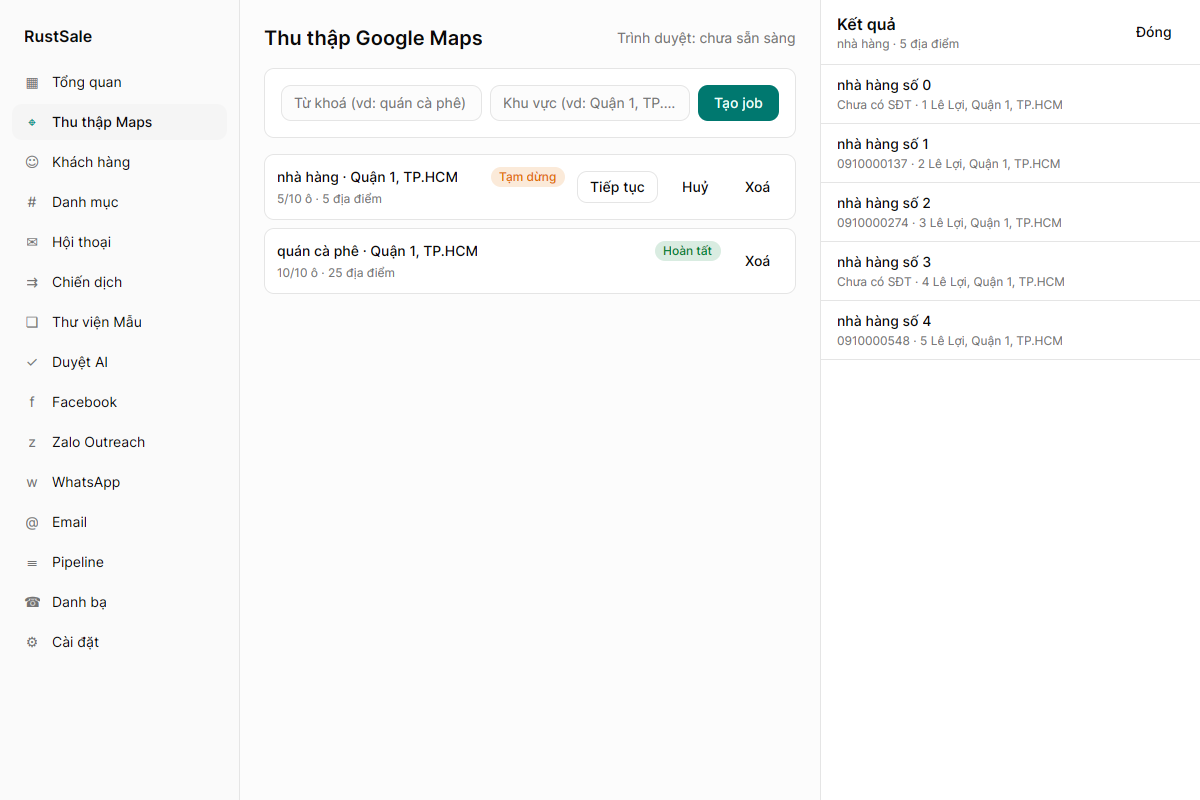 RustSale
Tổng quan
Thu thập Maps
Khách hàng
# Danh mục
Hội thoại
Chiến dịch
Thư viện Mẫu
Duyệt AI
f Facebook
z Zalo Outreach
w WhatsApp
@ Email
Pipeline
Danh bạ
Cài đặt
Thu thập Google Maps
Trình duyệt: chưa sẵn sàng
Từ khoá (vd: quán cà phê)
Khu vực (vd: Quận 1, TP....
Tạo job
nhà hàng · Quận 1, TP.HCM
5/10 ô · 5 địa điểm
Tạm dừng
Tiếp tục
Huỷ
Xoá
quán cà phê · Quận 1, TP.HCM
10/10 ô · 25 địa điểm
Hoàn tất
Xoá
Kết quả
nhà hàng · 5 địa điểm
Đóng
nhà hàng số 0
Chưa có SĐT · 1 Lê Lợi, Quận 1, TP.HCM
nhà hàng số 1
0910000137 · 2 Lê Lợi, Quận 1, TP.HCM
nhà hàng số 2
0910000274 · 3 Lê Lợi, Quận 1, TP.HCM
nhà hàng số 3
Chưa có SĐT · 4 Lê Lợi, Quận 1, TP.HCM
nhà hàng số 4
0910000548 · 5 Lê Lợi, Quận 1, TP.HCM